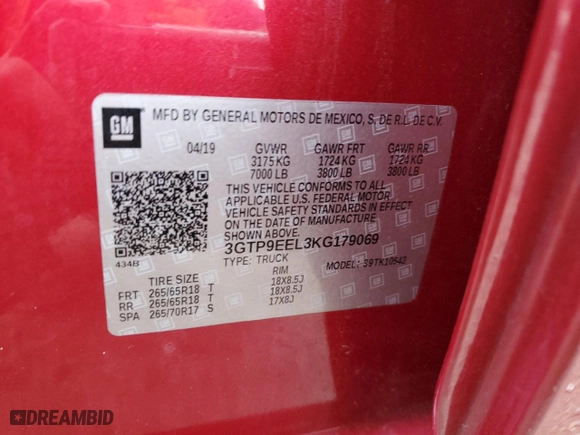 GM
MFD BY GENERAL MOTORS DE MEXICO, S. DE R.L. DE C.V.
04/19 GVWR GAWR FRT GAWR RR
3175 KG 1724 KG 1724 KG
7000 LB 3800 LB 3800 LB
THIS VEHICLE CONFORMS TO ALL
APPLICABLE U.S. FEDERAL MOTOR
VEHICLE SAFETY STANDARDS IN EFFECT
ON THE DATE OF MANUFACTURE
SHOWN ABOVE.
3GTP9EEL3KG179069
434B TYPE: TRUCK MODEL: S9TK10543
TIRE SIZE RIM
FRT 265/65R18 T 18X8.5J
RR 265/65R18 T 18X8.5J
SPA 265/70R17 S 17X8J
DREAMBID